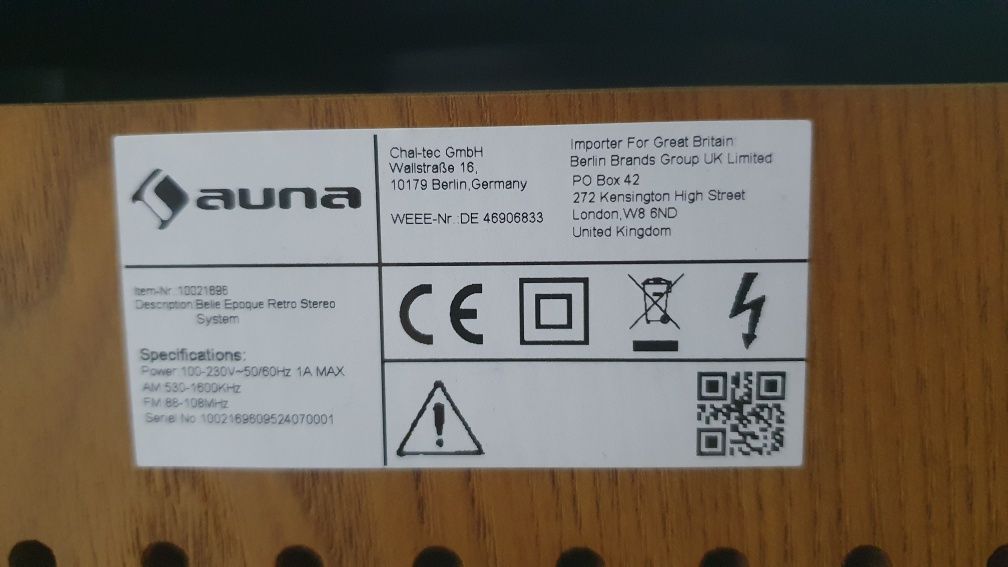 auna
Chal-tec GmbH
Wallstraße 16,
10179 Berlin,Germany
WEEE-Nr.:DE 46906833
Importer For Great Britain:
Berlin Brands Group UK Limited
PO Box 42
272 Kensington High Street
London,W8 6ND
United Kingdom
Item-Nr.:10021696
Description:Belle Epoque Retro Stereo
System
Specifications:
Power:100-230V~50/60Hz 1A MAX
AM:530-1600KHz
FM:88-108MHz
Seriel No:1002169609524070001
CE